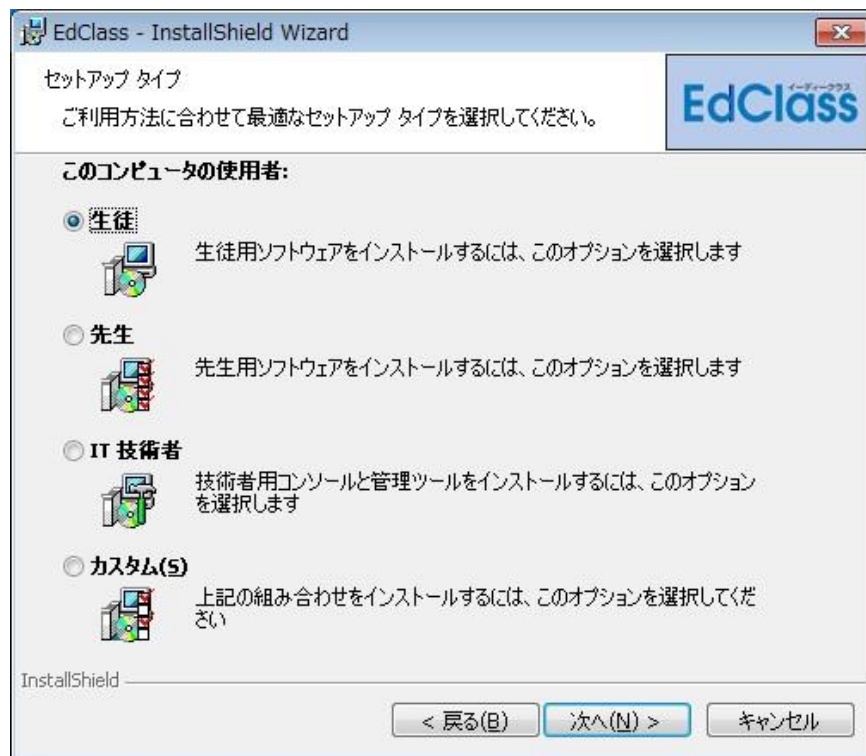 EdClass - InstallShield Wizard
セットアップ タイプ
ご利用方法に合わせて最適なセットアップ タイプを選択してください。
イーディークラス
EdClass
このコンピュータの使用者:
生徒
生徒用ソフトウェアをインストールするには、このオプションを選択します
先生
先生用ソフトウェアをインストールするには、このオプションを選択します
IT 技術者
技術者用コンソールと管理ツールをインストールするには、このオプション
を選択します
カスタム(S)
上記の組み合わせをインストールするには、このオプションを選択してくだ
さい
InstallShield
< 戻る(B)
次へ(N) >
キャンセル